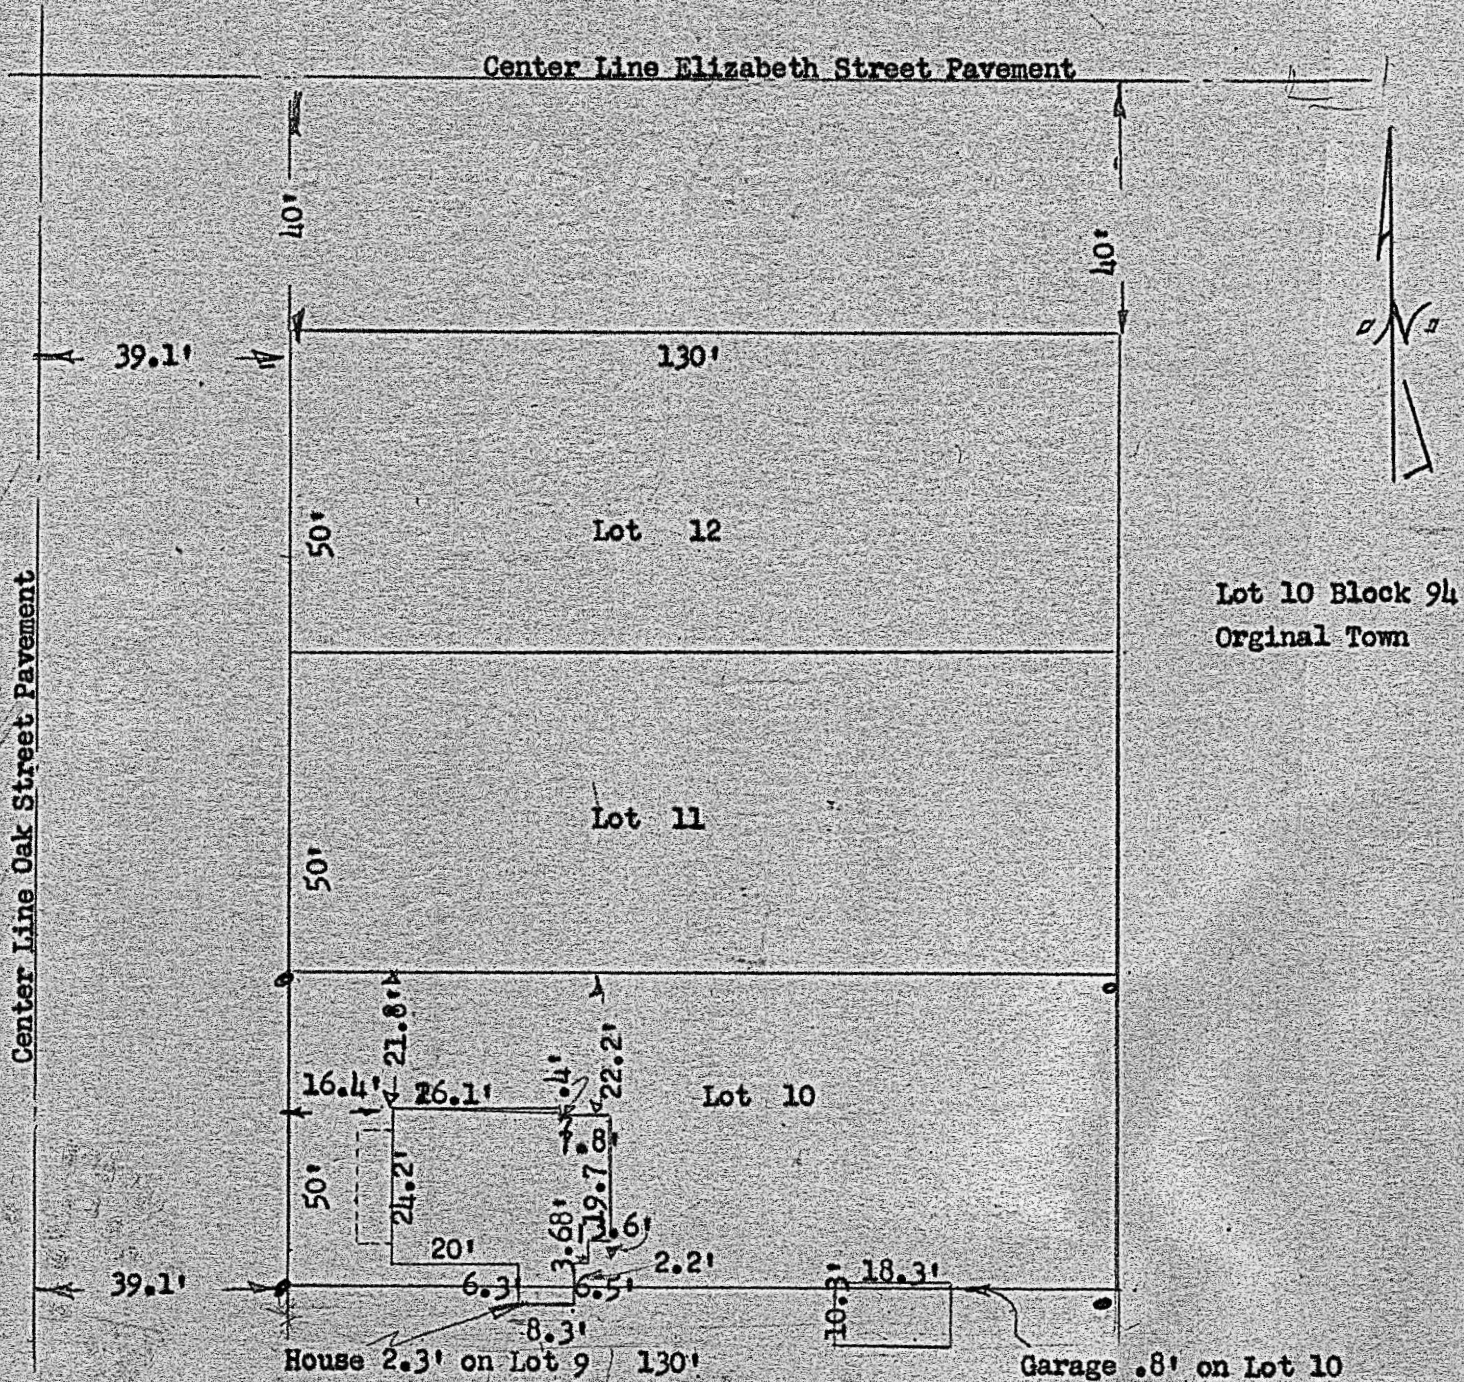 Center Line Elizabeth Street Pavement
40'
40'
39.1'
130'
50'
Lot 12
Lot 10 Block 94
Orginal Town
Center Line Oak Street Pavement
Lot 11
50'
21.8'
22.2'
16.4'
26.1'
.4'
Lot 10
7.8'
50'
24.2'
19.7
3.68'
.6'
20'
2.2'
39.1'
6.3'
6.5'
10.3'
18.3'
8.3'
House 2.3' on Lot 9
130'
Garage .8' on Lot 10